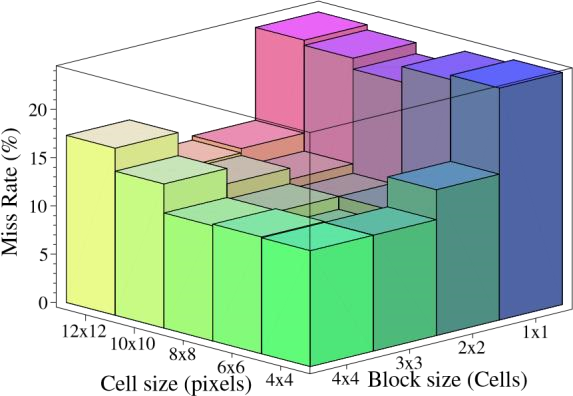 Miss Rate (%)
20
15
10
5
0
12x12
10x10
8x8
6x6
4x4
Cell size (pixels)
4x4
3x3
2x2
1x1
Block size (Cells)